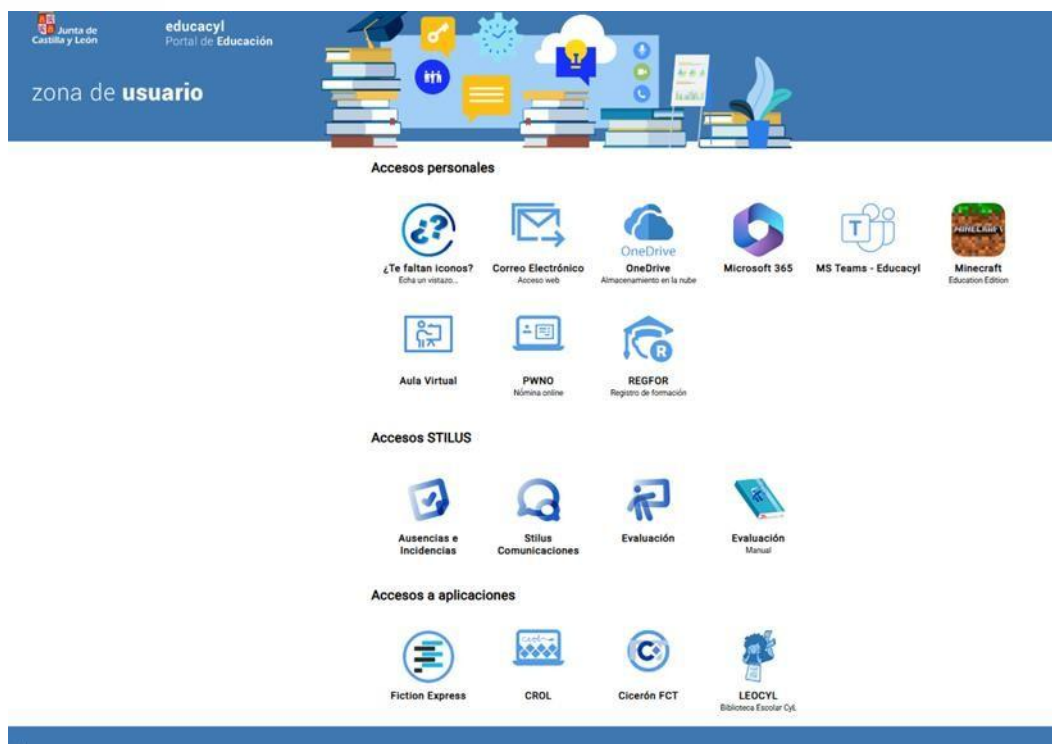 Junta de
Castilla y León
educacyl
Portal de Educación
zona de usuario
Accesos personales
¿Te faltan iconos?
Echa un vistazo...
Correo Electrónico
Acceso web
OneDrive
OneDrive
Almacenamiento en la nube
Microsoft 365
T
MS Teams - Educacyl
MINECRAFT
Minecraft
Education Edition
Aula Virtual
PWNO
Nómina online
R
REGFOR
Registro de formación
Accesos STILUS
Ausencias e
Incidencias
Stilus
Comunicaciones
Evaluación
Evaluación
Manual
Accesos a aplicaciones
Fiction Express
CROL
Cicerón FCT
LEOCYL
Biblioteca Escolar CyL